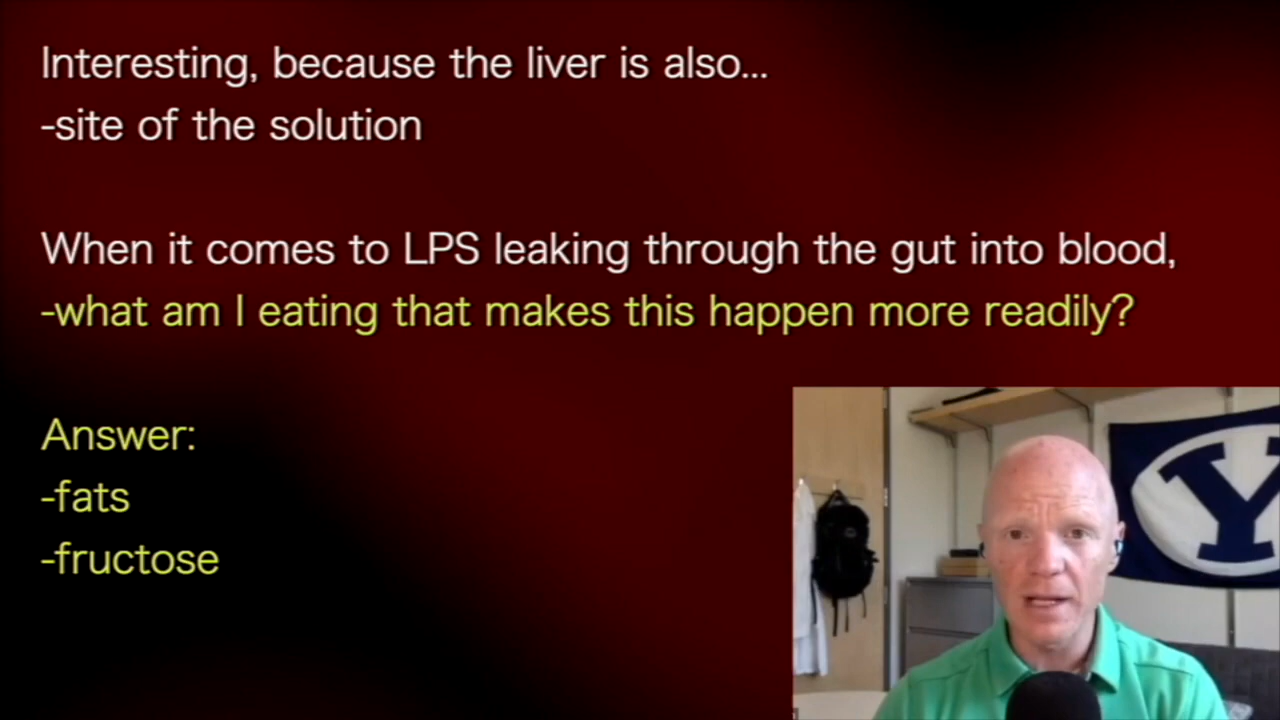 Interesting, because the liver is also...
-site of the solution
When it comes to LPS leaking through the gut into blood,
-what am I eating that makes this happen more readily?
Answer:
-fats
-fructose
Y